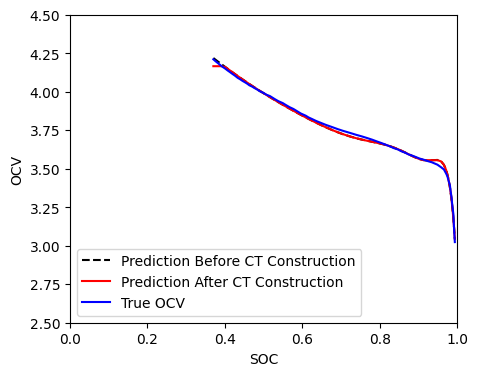 4.50
4.25
4.00
3.75
3.50
3.25
3.00
2.75
2.50
OCV
Prediction Before CT Construction
Prediction After CT Construction
True OCV
0.0 0.2 0.4 0.6 0.8 1.0
SOC